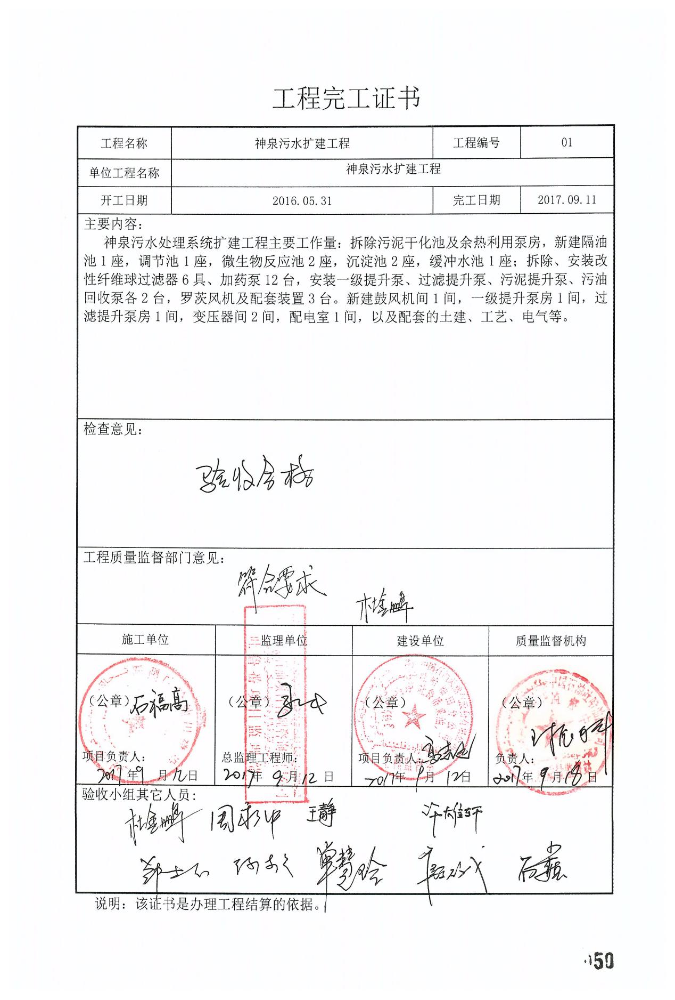 工程完工证书
工程名称 神泉污水扩建工程 工程编号 01
单位工程名称 神泉污水扩建工程
开工日期 2016.05.31 完工日期 2017.09.11
主要内容：
神泉污水处理系统扩建工程主要工作量：拆除污泥干化池及余热利用泵房，新建隔油
池1座，调节池1座，微生物反应池2座，沉淀池2座，缓冲水池1座；拆除、安装改
性纤维球过滤器6具、加药泵12台，安装一级提升泵、过滤提升泵、污泥提升泵、污油
回收泵各2台，罗茨风机及配套装置3台。新建鼓风机间1间，一级提升泵房1间，过
滤提升泵房1间，变压器间2间，配电室1间，以及配套的土建、工艺、电气等。
检查意见：
验收合格
工程质量监督部门意见：
符合要求
杜金鹏
施工单位 监理单位 建设单位 质量监督机构
（公章）石福高 （公章） （公章） （公章）
项目负责人： 总监理工程师： 项目负责人： 负责人：
2017年9月12日 2017年9月12日 2017年9月12日 2017年9月18日
验收小组其它人员：
杜金鹏 王静
说明：该证书是办理工程结算的依据。
50